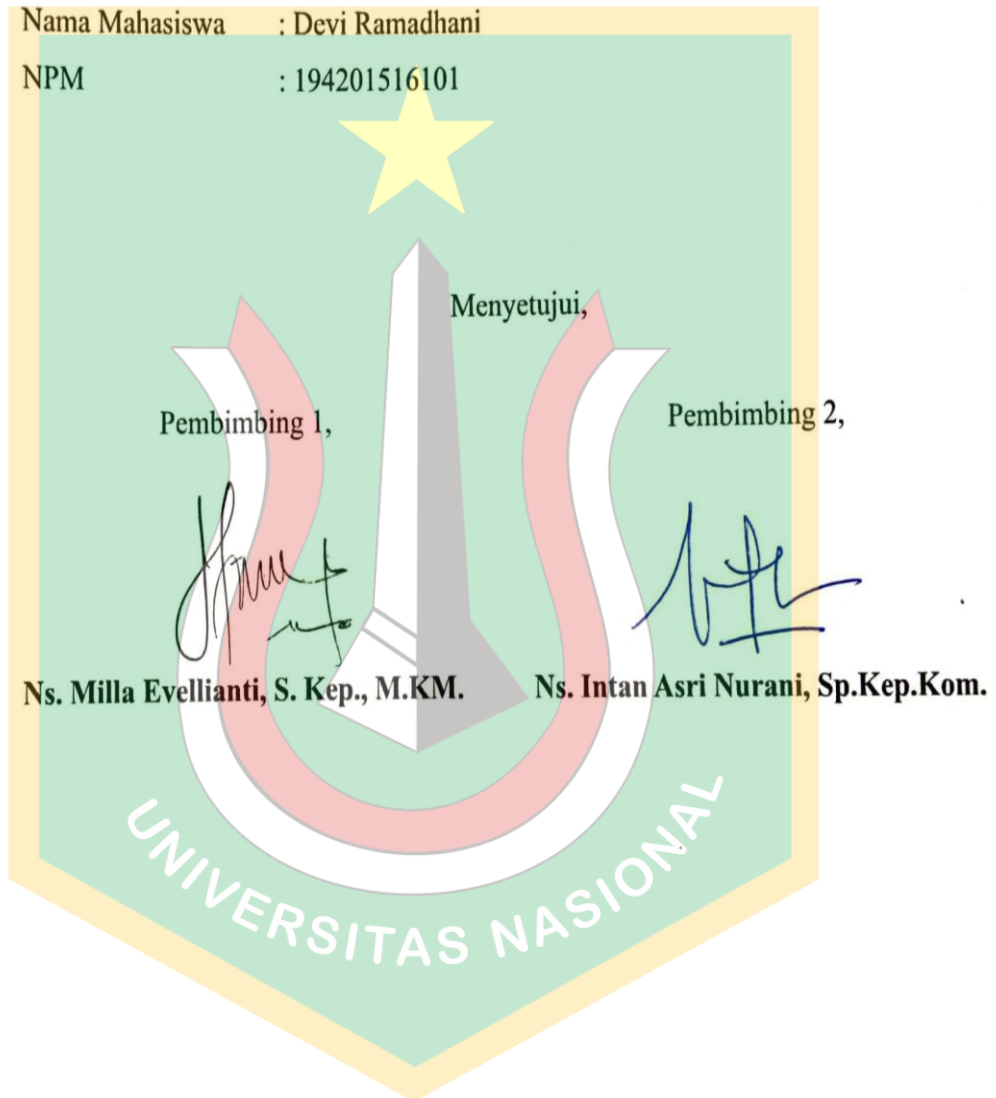 Nama Mahasiswa : Devi Ramadhani
NPM : 194201516101
Menyetujui,
Pembimbing 1,
Pembimbing 2,
Ns. Milla Evellianti, S. Kep., M.KM.
Ns. Intan Asri Nurani, Sp.Kep.Kom.
UNIVERSITAS NASIONAL